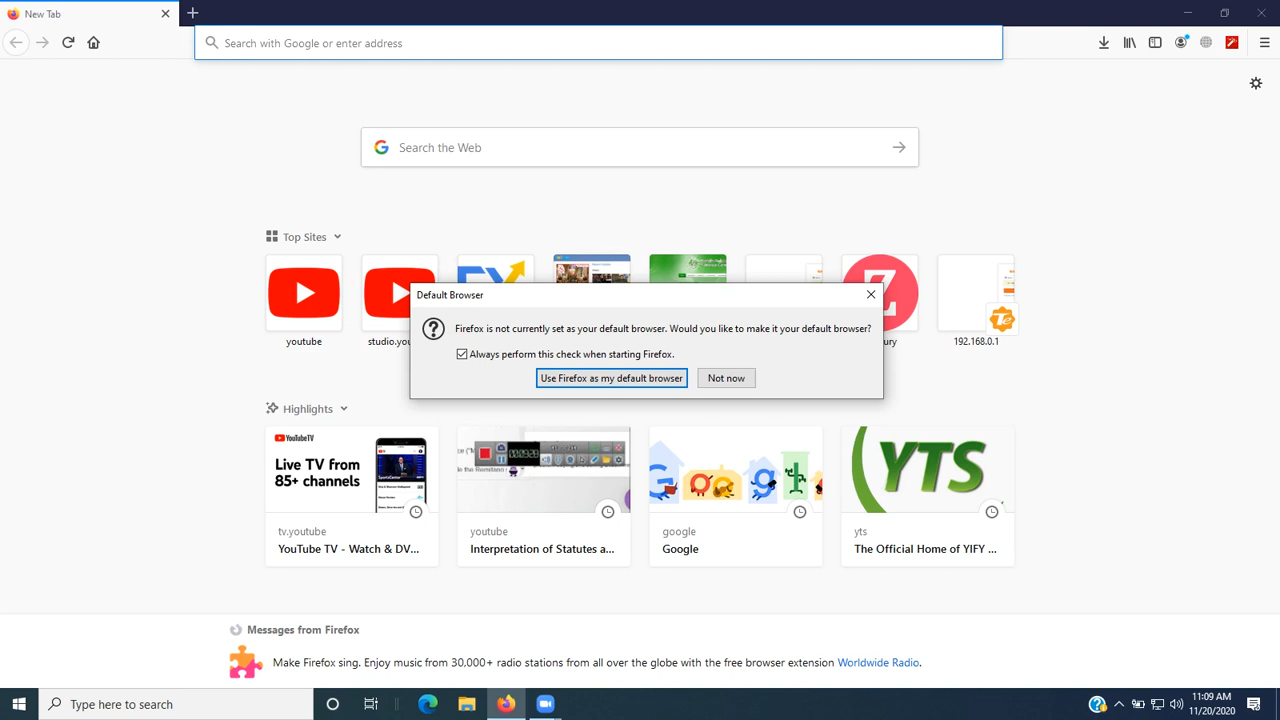 New Tab
Search with Google or enter address
Search the Web
Top Sites
youtube
192.168.0.1
Default Browser
Firefox is not currently set as your default browser. Would you like to make it your default browser?
Always perform this check when starting Firefox.
Use Firefox as my default browser
Not now
Highlights
YouTubeTV
Live TV from
85+ channels
tv.youtube
YouTube TV - Watch & DV...
youtube
Interpretation of Statutes a...
google
Google
YTS
yts
The Official Home of YIFY ...
Messages from Firefox
Make Firefox sing. Enjoy music from 30,000+ radio stations from all over the globe with the free browser extension Worldwide Radio.
Type here to search
11:09 AM
11/20/2020